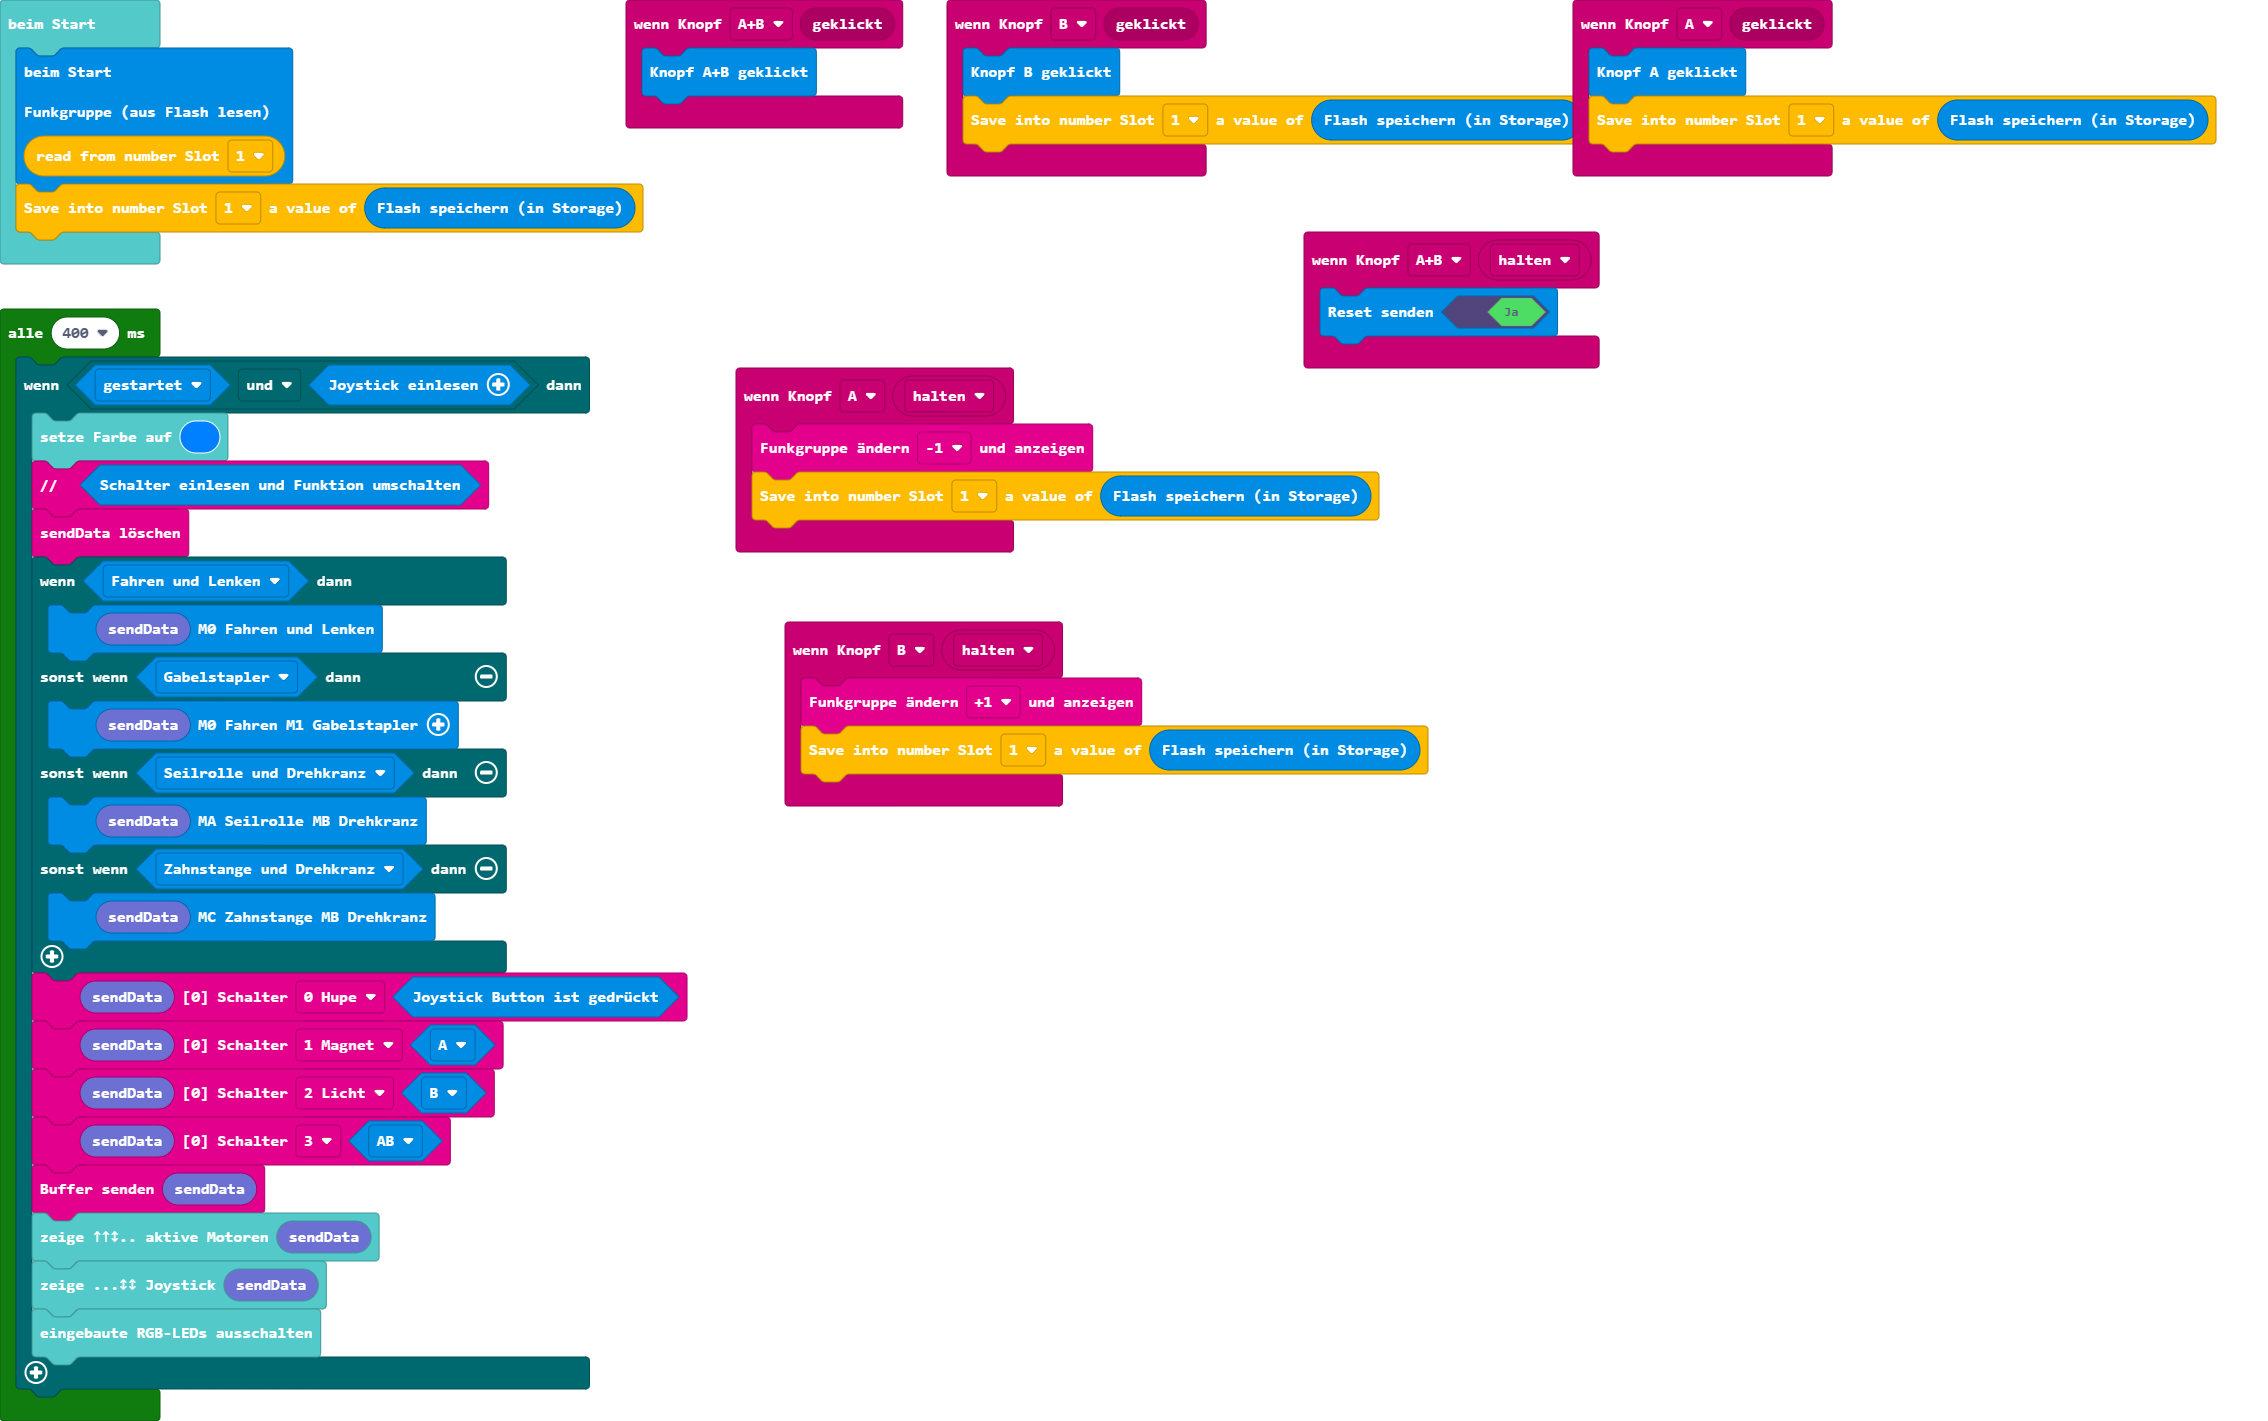 beim Start
beim Start
Funkgruppe (aus Flash lesen)
read from number Slot 1
Save into number Slot 1 a value of Flash speichern (in Storage)
wenn Knopf A+B geklickt
Knopf A+B geklickt
wenn Knopf B geklickt
Knopf B geklickt
Save into number Slot 1 a value of Flash speichern (in Storage)
wenn Knopf A geklickt
Knopf A geklickt
Save into number Slot 1 a value of Flash speichern (in Storage)
wenn Knopf A+B halten
Reset senden Ja
alle 400 ms
wenn gestartet und Joystick einlesen dann
setze Farbe auf
// Schalter einlesen und Funktion umschalten
sendData löschen
wenn Fahren und Lenken dann
sendData M0 Fahren und Lenken
sonst wenn Gabelstapler dann
sendData M0 Fahren M1 Gabelstapler
sonst wenn Seilrolle und Drehkranz dann
sendData MA Seilrolle MB Drehkranz
sonst wenn Zahnstange und Drehkranz dann
sendData MC Zahnstange MB Drehkranz
sendData [0] Schalter 0 Hupe Joystick Button ist gedrückt
sendData [0] Schalter 1 Magnet A
sendData [0] Schalter 2 Licht B
sendData [0] Schalter 3 AB
Buffer senden sendData
zeige ↑↑↕.. aktive Motoren sendData
zeige ...↕↕ Joystick sendData
eingebaute RGB-LEDs ausschalten
wenn Knopf A halten
Funkgruppe ändern -1 und anzeigen
Save into number Slot 1 a value of Flash speichern (in Storage)
wenn Knopf B halten
Funkgruppe ändern +1 und anzeigen
Save into number Slot 1 a value of Flash speichern (in Storage)